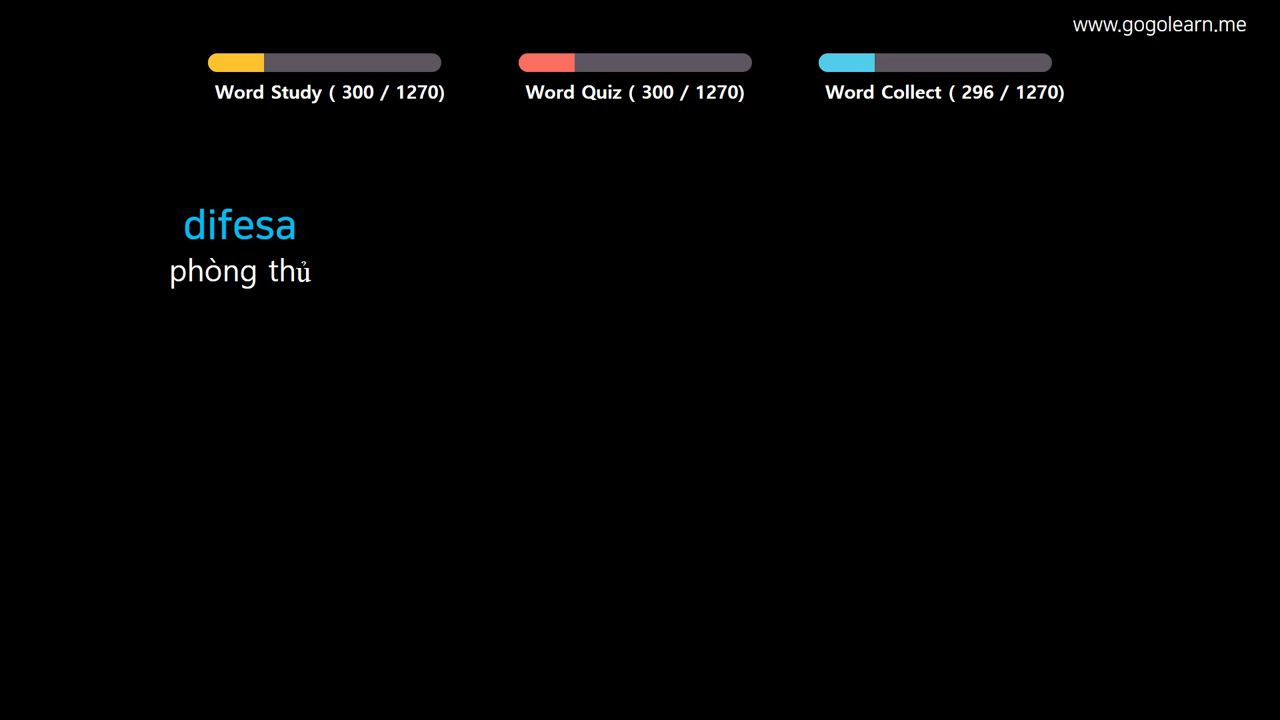 www.gogolearn.me
Word Study ( 300 / 1270)
Word Quiz ( 300 / 1270)
Word Collect ( 296 / 1270)
difesa
phòng thủ